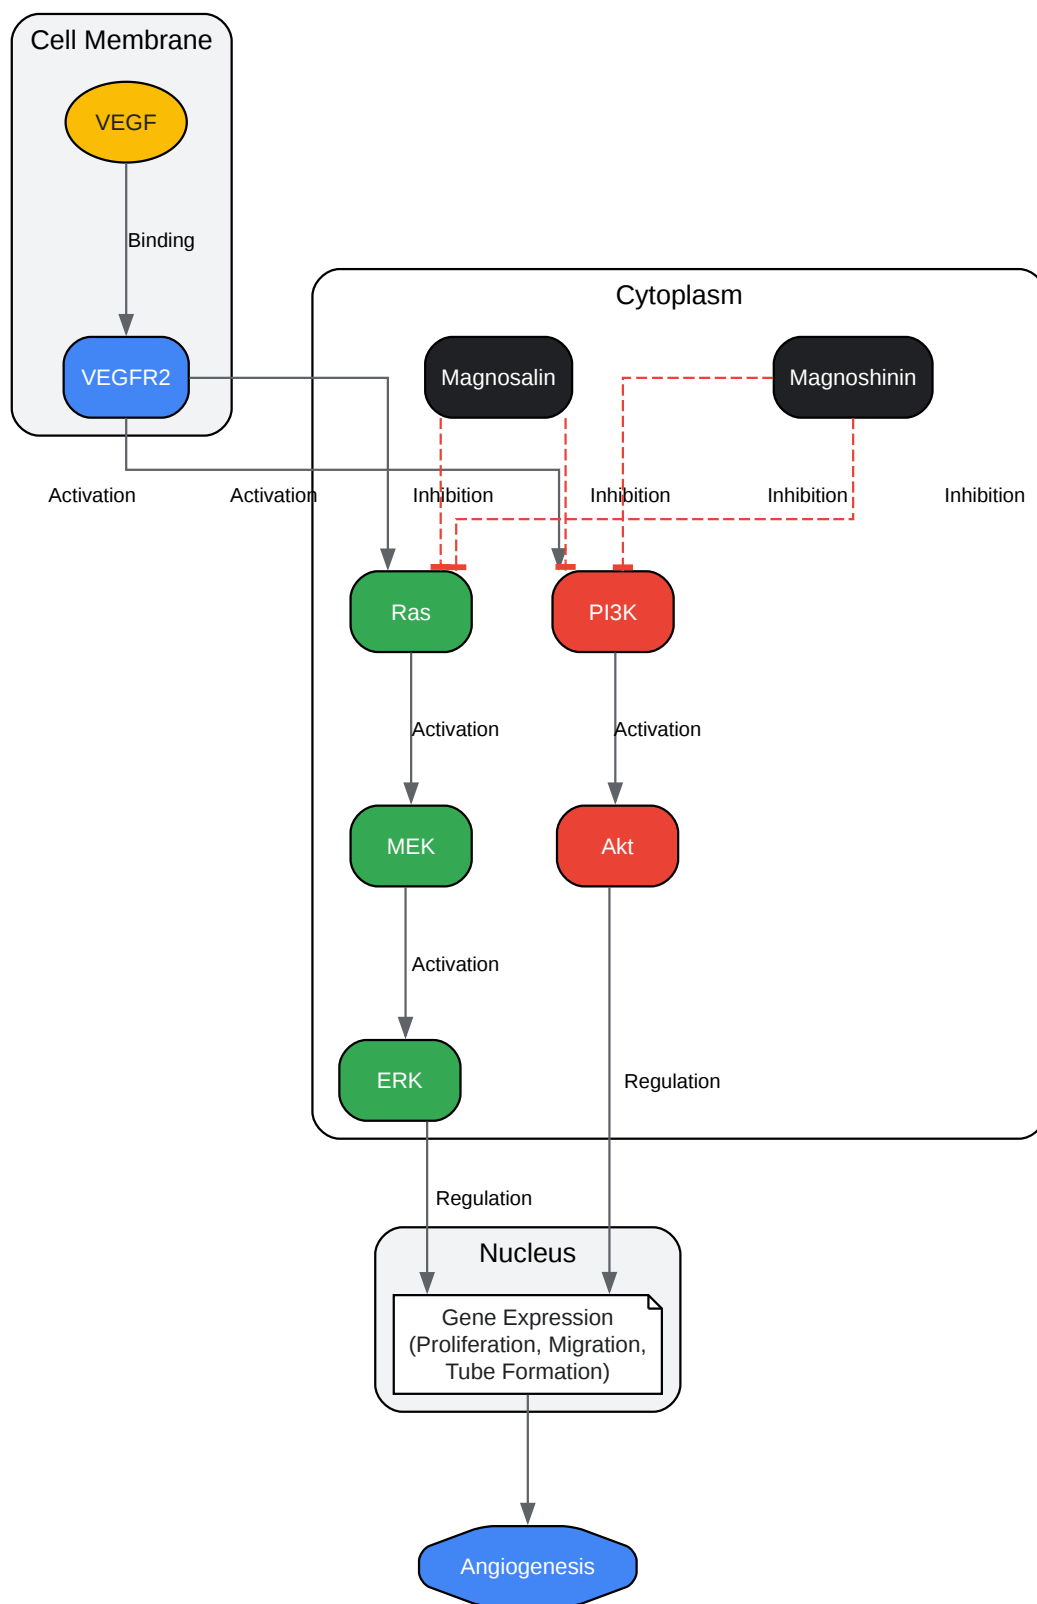 Cell Membrane
VEGF
Binding
Cytoplasm
VEGFR2
Magnosalin
Magnoshinin
Activation
Activation
Inhibition
Inhibition
Inhibition
Inhibition
Ras
PI3K
Activation
Activation
MEK
Akt
Activation
ERK
Regulation
Regulation
Nucleus
Gene Expression
(Proliferation, Migration,
Tube Formation)
Angiogenesis